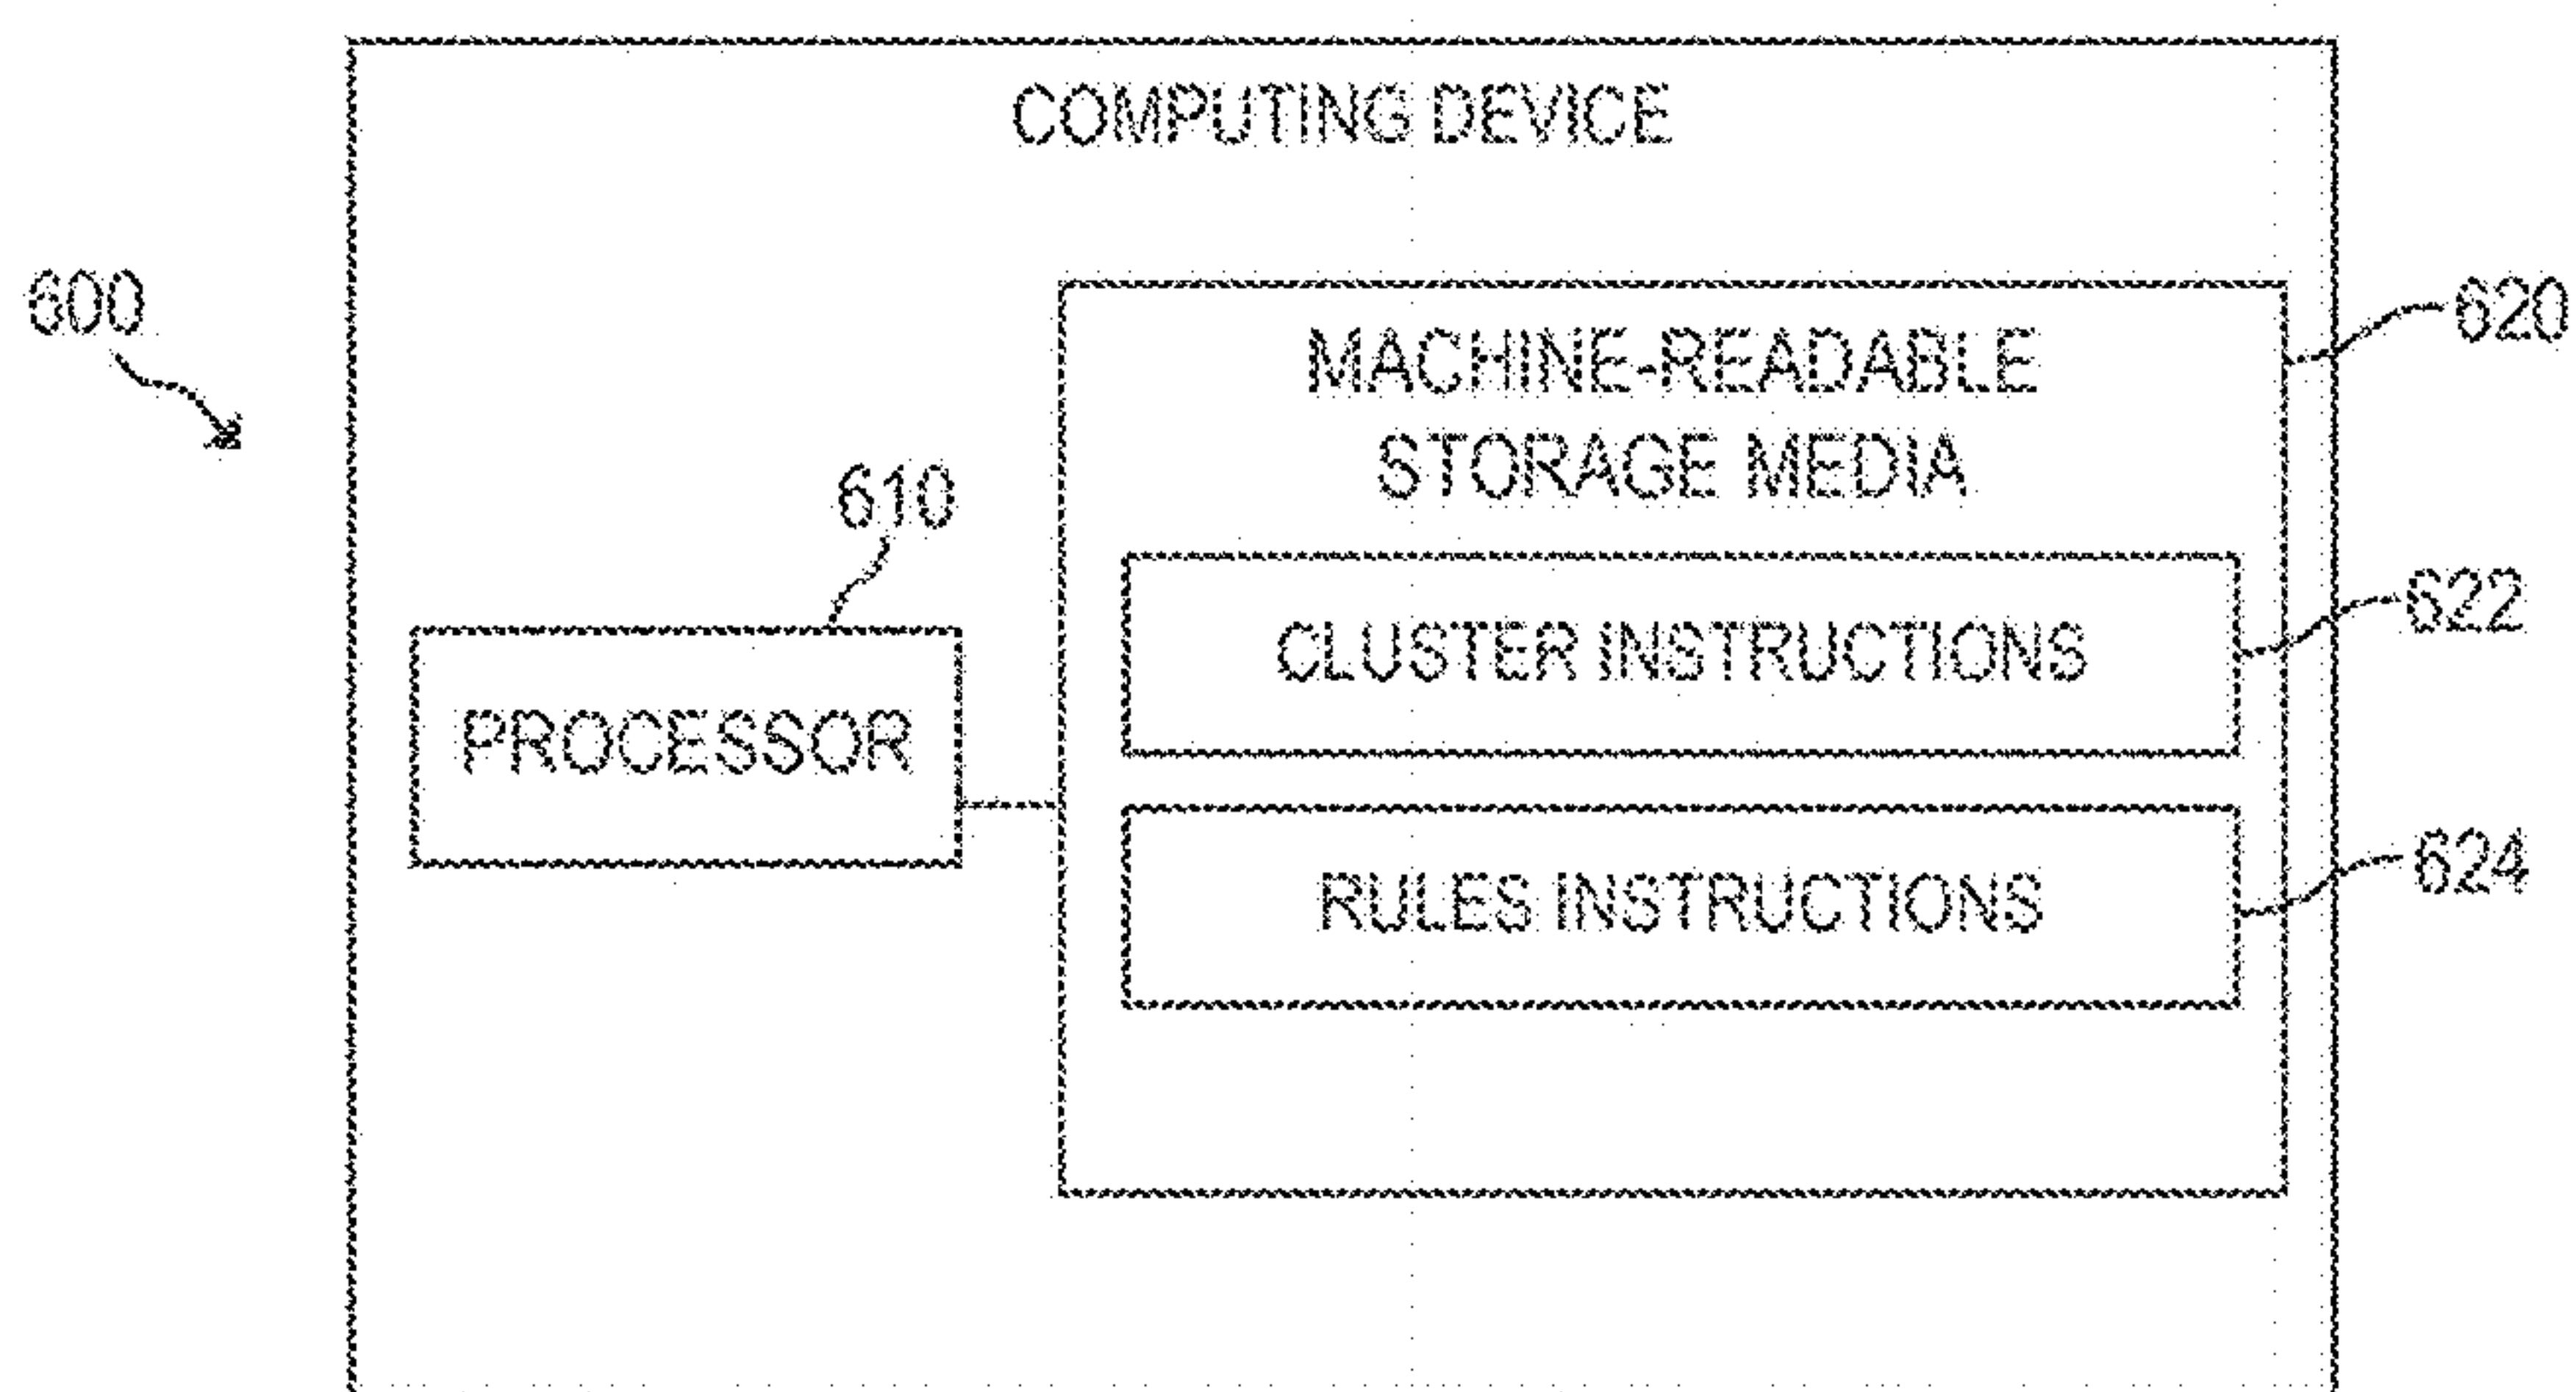 COMPUTING DEVICE
600
620
MACHINE-READABLE
STORAGE MEDIA
610
622
CLUSTER INSTRUCTIONS
PROCESSOR
624
RULES INSTRUCTIONS